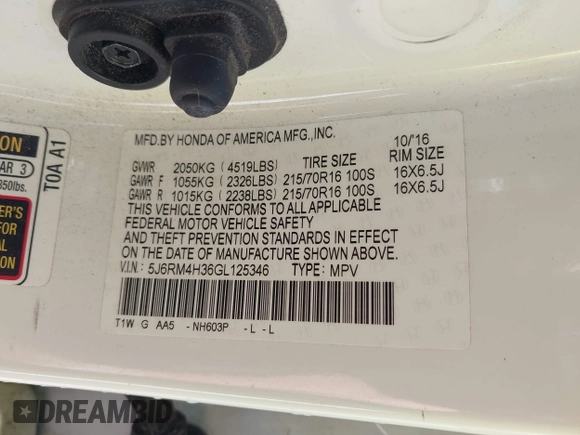 MFD.BY HONDA OF AMERICA MFG.,INC. 10/'16
GVWR 2050KG (4519LBS) TIRE SIZE RIM SIZE
GAWR F 1055KG (2326LBS) 215/70R16 100S 16X6.5J
GAWR R 1015KG (2238LBS) 215/70R16 100S 16X6.5J
THIS VEHICLE CONFORMS TO ALL APPLICABLE
FEDERAL MOTOR VEHICLE SAFETY
AND THEFT PREVENTION STANDARDS IN EFFECT
ON THE DATE OF MANUFACTURE SHOWN ABOVE.
V.I.N.: 5J6RM4H36GL125346 TYPE: MPV
T1W G AA5 -NH603P -L -L
T0A A1
AR 3
350lbs.
DREAMBID